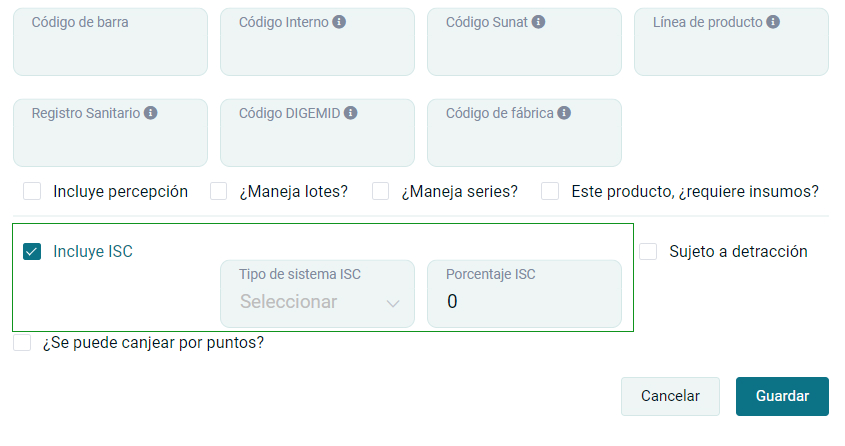 Código de barra
Código Interno
Código Sunat
Línea de producto
Registro Sanitario
Código DIGEMID
Código de fábrica
Incluye percepción
¿Maneja lotes?
¿Maneja series?
Este producto, ¿requiere insumos?
Incluye ISC
Tipo de sistema ISC
Seleccionar
Porcentaje ISC
0
Sujeto a detracción
¿Se puede canjear por puntos?
Cancelar
Guardar